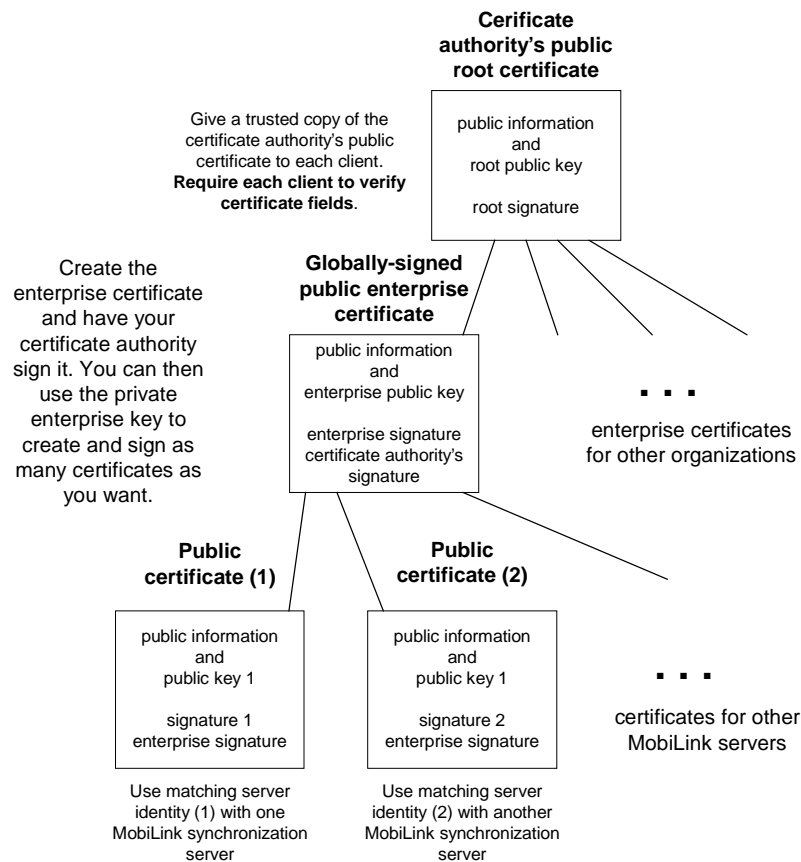 Cerificate
authority's public
root certificate
Give a trusted copy of the
certificate authority's public
certificate to each client.
Require each client to verify
certificate fields.
public information
and
root public key
root signature
Globally-signed
public enterprise
certificate
Create the
enterprise certificate
and have your
certificate authority
sign it. You can then
use the private
enterprise key to
create and sign as
many certificates as
you want.
public information
and
enterprise public key
enterprise signature
certificate authority's
signature
. . .
enterprise certificates
for other organizations
Public
certificate (1)
public information
and
public key 1
signature 1
enterprise signature
Use matching server
identity (1) with one
MobiLink synchronization
server
Public
certificate (2)
public information
and
public key 1
signature 2
enterprise signature
Use matching server
identity (2) with another
MobiLink synchronization
server
. . .
certificates for other
MobiLink servers